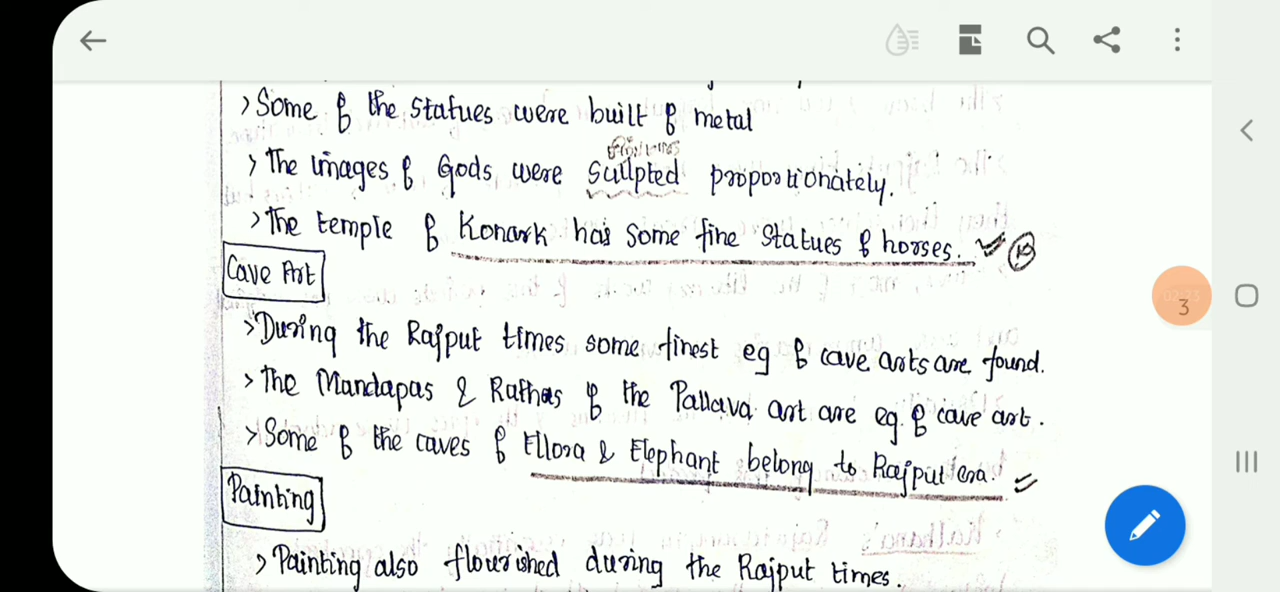 > Some of the statues were built of metal
> The images of Gods were Sullpted proportionately.
> The temple of Konark has some fine statues of horses.
Cave Art
> During the Rajput times some finest eg of cave arts are found.
> The Mandapas & Rathas of the Pallava art are eg. of cave art.
> Some of the caves of Ellora & Elephant belong to Rajput era.
Painting
> Painting also flourished during the Rajput times.
3